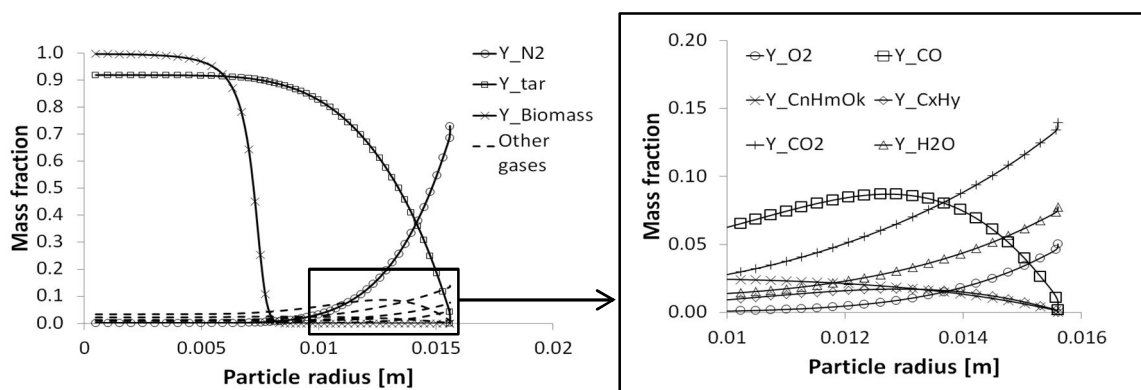 1.0
0.9
0.8
0.7
0.6
0.5
0.4
0.3
0.2
0.1
0.0
Mass fraction
0
0.005
0.01
0.015
0.02
Particle radius [m]
Y_N2
Y_tar
Y_Biomass
Other
gases
0.20
0.15
0.10
0.05
0.00
Mass fraction
0.01
0.012
0.014
0.016
Particle radius [m]
Y_O2
Y_CO
Y_CnHmOk
Y_CxHy
Y_CO2
Y_H2O